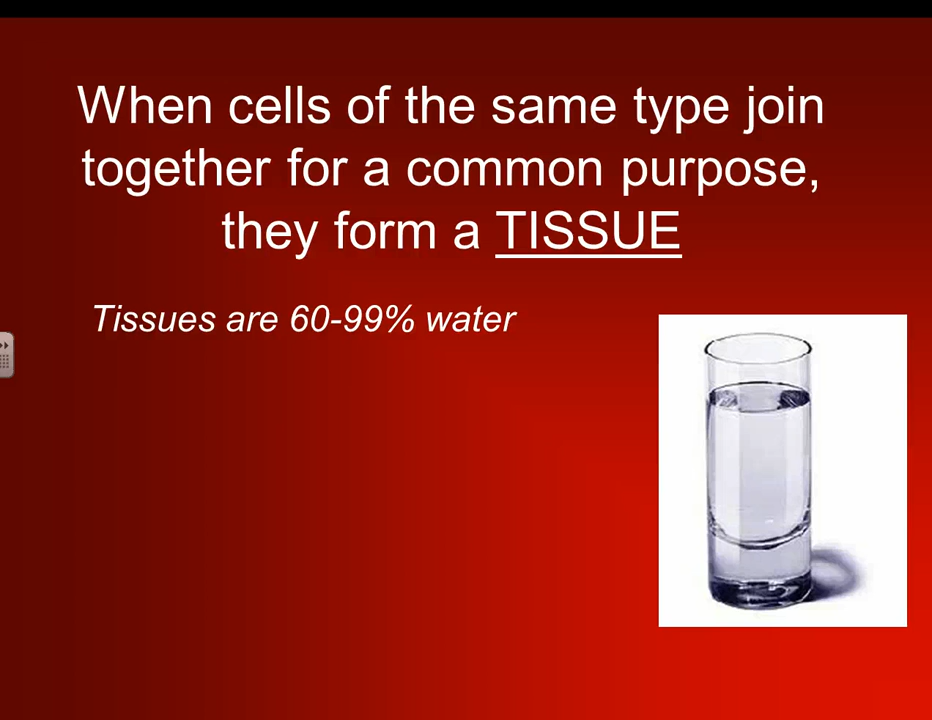 When cells of the same type join
together for a common purpose,
they form a TISSUE
Tissues are 60-99% water